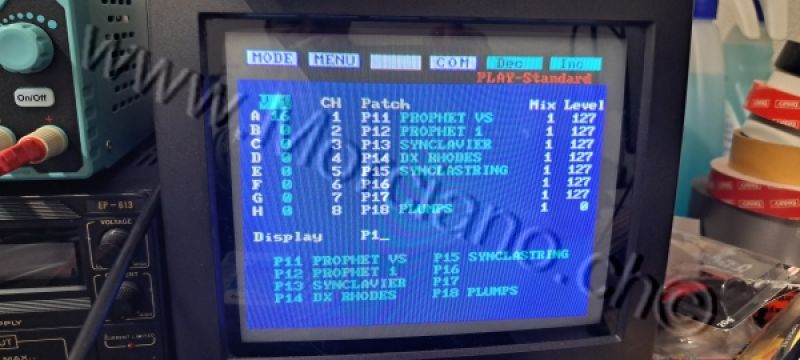 MODE MENU COM Dec Inc
PLAY-Standard
CH Patch Mix Level
A 16 1 P11 PROPHET VS 1 127
B 0 2 P12 PROPHET 1 1 127
C 0 3 P13 SYNCLAVIER 1 127
D 0 4 P14 DX RHODES 1 127
E 0 5 P15 SYNCLASTRING 1 127
F 0 6 P16 1 127
G 0 7 P17 1 127
H 0 8 P18 PLUMPS 1 0
Display P1_
P11 PROPHET VS P15 SYNCLASTRING
P12 PROPHET 1 P16
P13 SYNCLAVIER P17
P14 DX RHODES P18 PLUMPS
On/Off
EP-613
VOLTAGE
CURRENT
CURRENT LIMITED